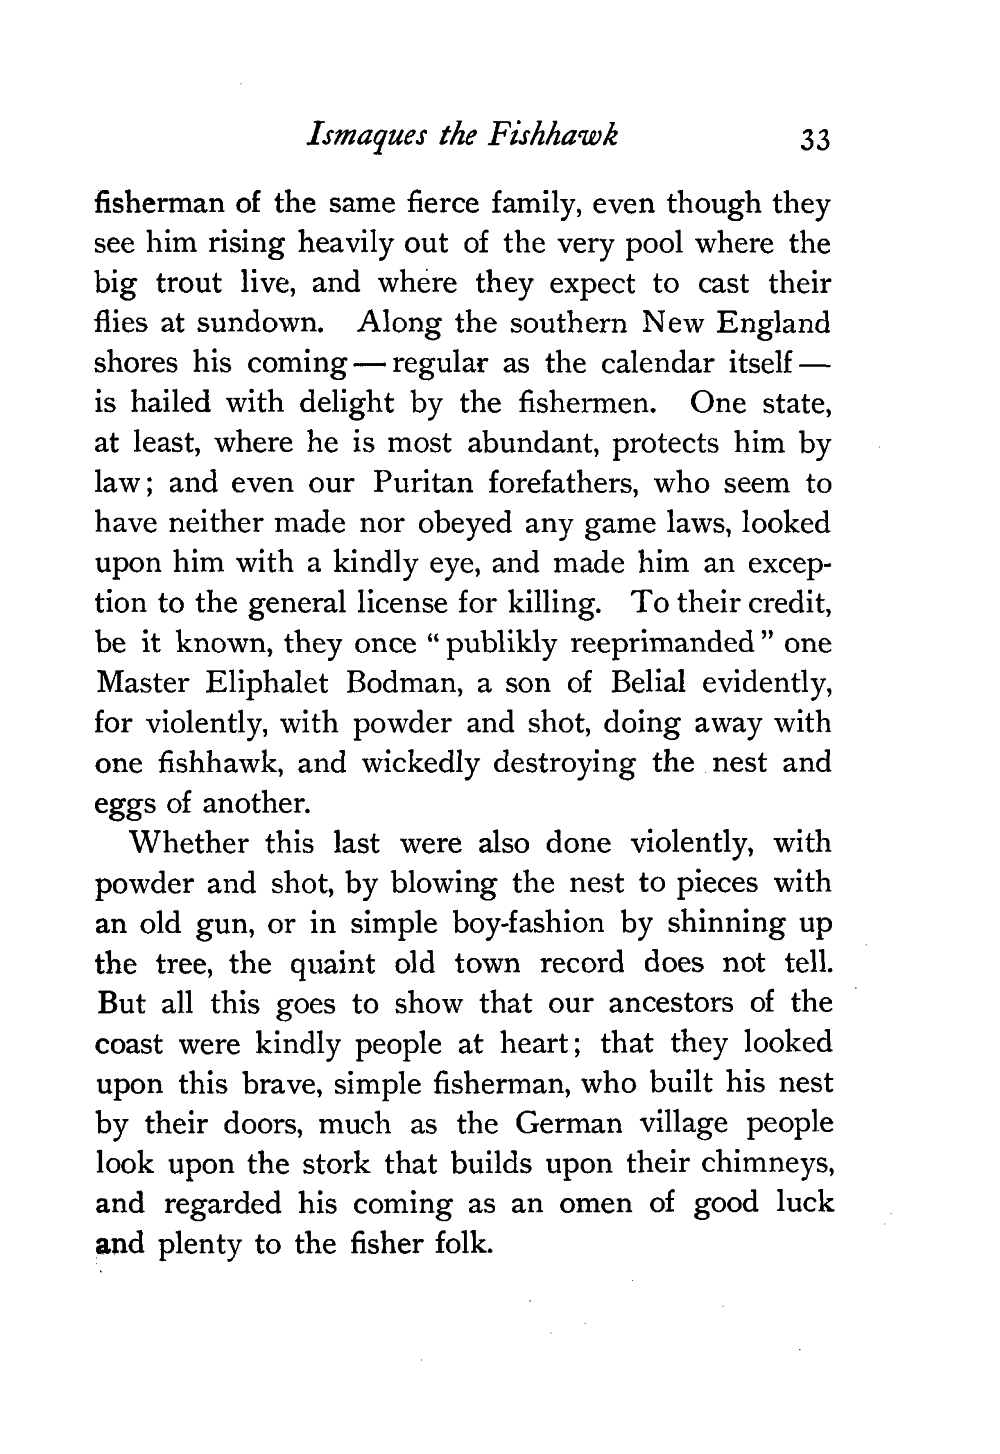 Ismaques the Fishhawk 33
fisherman of the same fierce family, even though they
see him rising heavily out of the very pool where the
big trout live, and where they expect to cast their
flies at sundown. Along the southern New England
shores his coming — regular as the calendar itself —
is hailed with delight by the fishermen. One state,
at least, where he is most abundant, protects him by
law; and even our Puritan forefathers, who seem to
have neither made nor obeyed any game laws, looked
upon him with a kindly eye, and made him an excep-
tion to the general license for killing. To their credit,
be it known, they once “publikly reeprimanded” one
Master Eliphalet Bodman, a son of Belial evidently,
for violently, with powder and shot, doing away with
one fishhawk, and wickedly destroying the nest and
eggs of another.
Whether this last were also done violently, with
powder and shot, by blowing the nest to pieces with
an old gun, or in simple boy-fashion by shinning up
the tree, the quaint old town record does not tell.
But all this goes to show that our ancestors of the
coast were kindly people at heart; that they looked
upon this brave, simple fisherman, who built his nest
by their doors, much as the German village people
look upon the stork that builds upon their chimneys,
and regarded his coming as an omen of good luck
and plenty to the fisher folk.